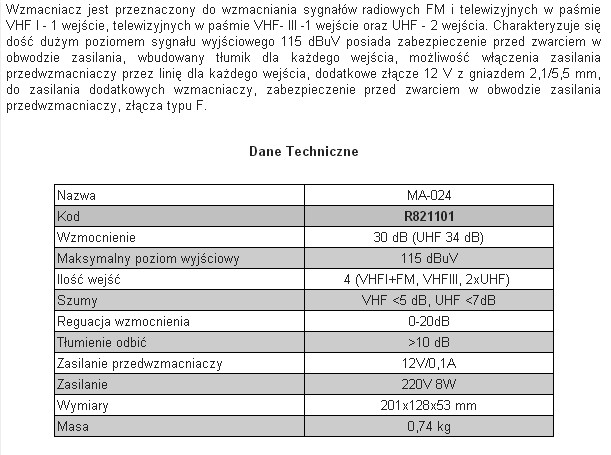 Wzmacniacz jest przeznaczony do wzmacniania sygnałów radiowych FM i telewizyjnych w paśmie
VHF I - 1 wejście, telewizyjnych w paśmie VHF- III -1 wejście oraz UHF - 2 wejścia. Charakteryzuje się
dość dużym poziomem sygnału wyjściowego 115 dBuV posiada zabezpieczenie przed zwarciem w
obwodzie zasilania, wbudowany tłumik dla każdego wejścia, możliwość włączenia zasilania
przedwzmacniaczy przez linię dla każdego wejścia, dodatkowe złącze 12 V z gniazdem 2,1/5,5 mm,
do zasilania dodatkowych wzmacniaczy, zabezpieczenie przed zwarciem w obwodzie zasilania
przedwzmacniaczy, złącza typu F.
Dane Techniczne
Nazwa MA-024
Kod R821101
Wzmocnienie 30 dB (UHF 34 dB)
Maksymalny poziom wyjściowy 115 dBuV
Ilość wejść 4 (VHFI+FM, VHFIII, 2xUHF)
Szumy VHF <5 dB, UHF <7dB
Reguacja wzmocnienia 0-20dB
Tłumienie odbić >10 dB
Zasilanie przedwzmacniaczy 12V/0,1A
Zasilanie 220V 8W
Wymiary 201x128x53 mm
Masa 0,74 kg